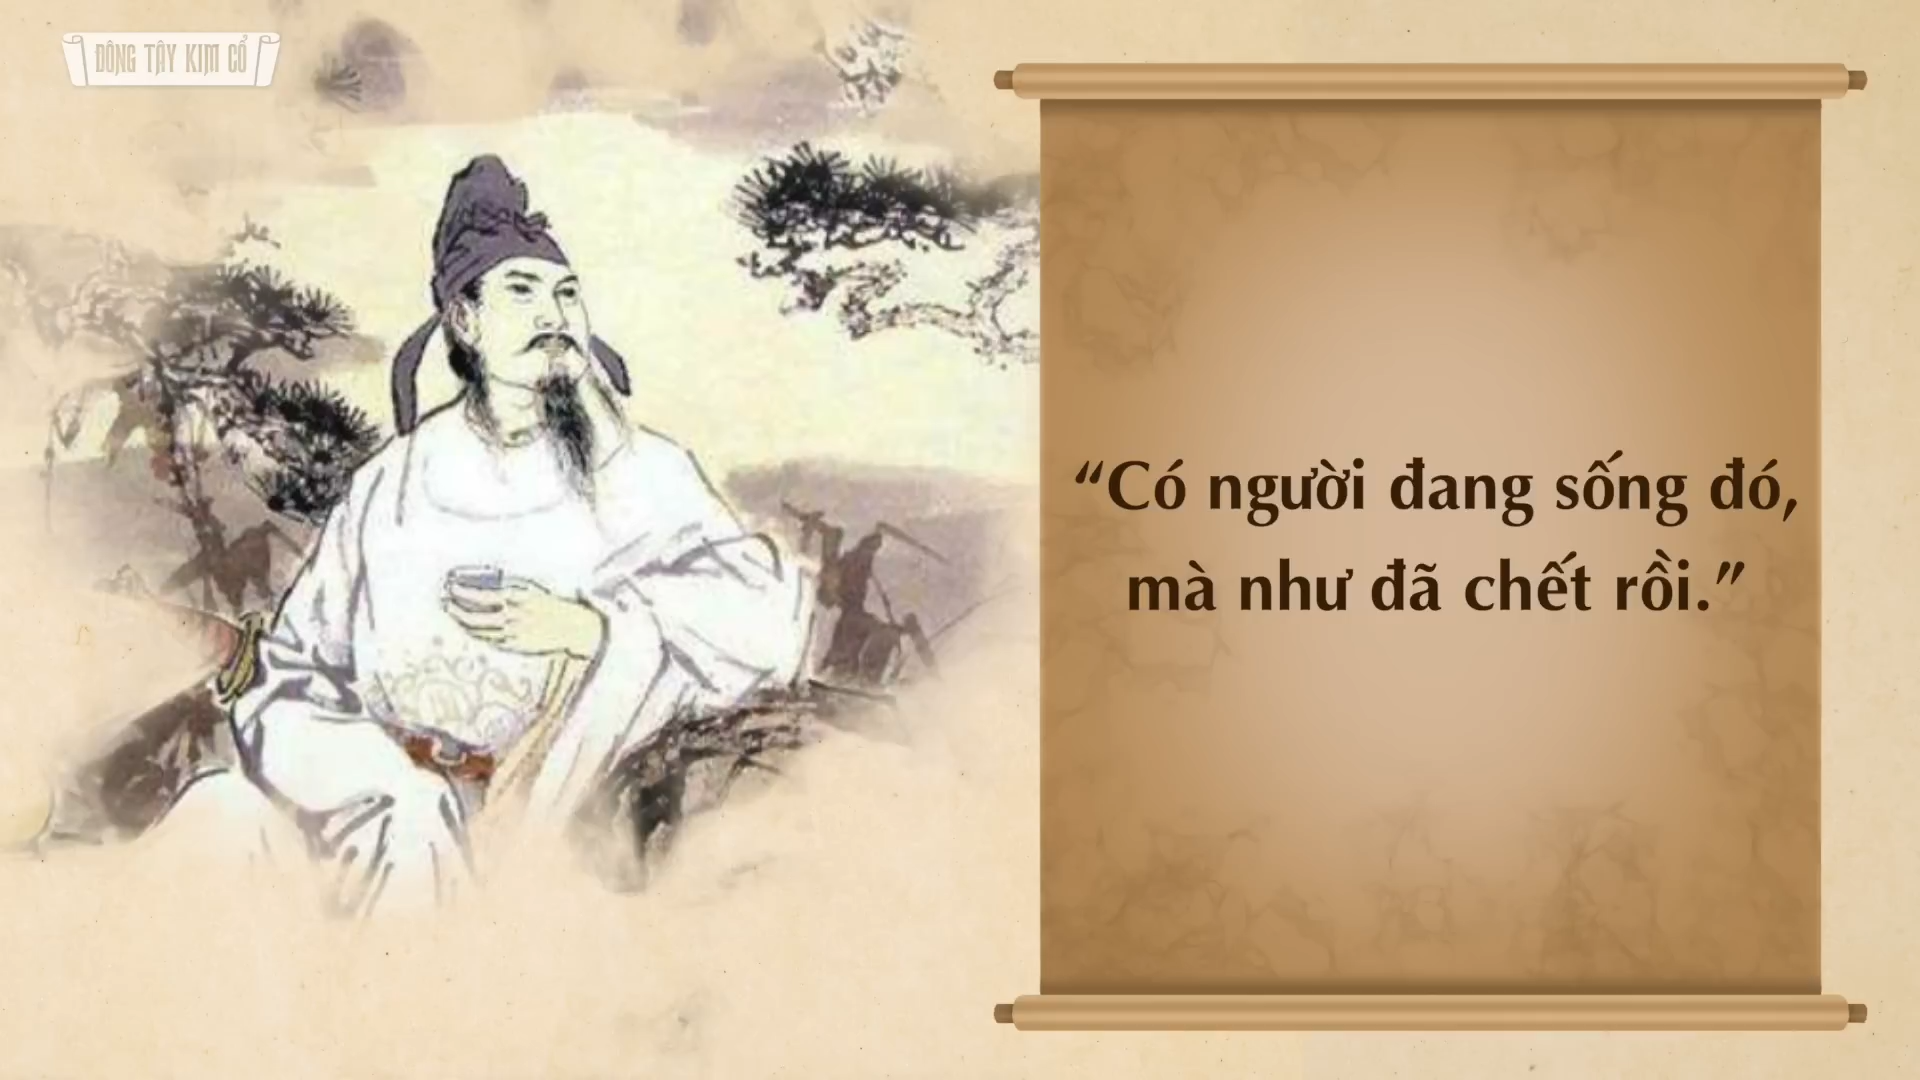 ĐÔNG TÂY KIM CỔ
“Có người đang sống đó,
mà như đã chết rồi.”